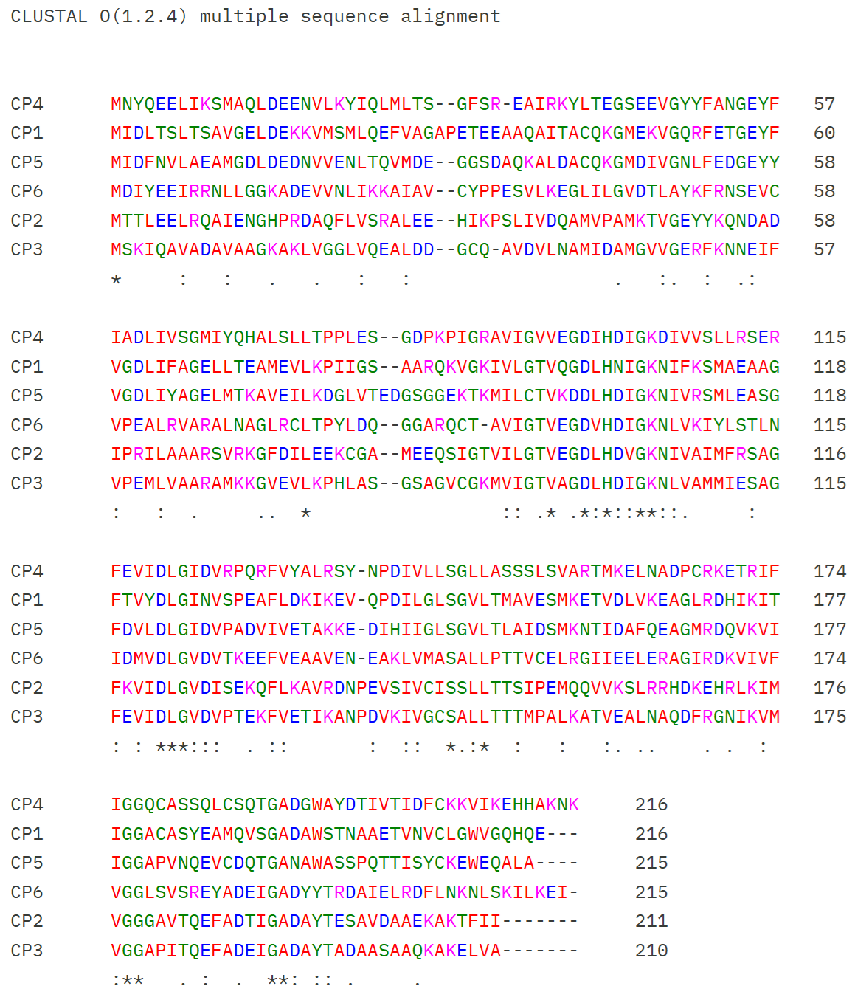 CLUSTAL O(1.2.4) multiple sequence alignment
CP4      MNYQEELIKSMAQLDEENVLKYIQLMLTS--GFSR-EAIRKYLTEGSEEVGYYFANGEYF   57
CP1      MIDLTSLTSAVGELDEKKVMSMLQEFVAGAPETEEAAQAITACQKGMEKVGQRFETGEYF   60
CP5      MIDFNVLAEAMGDLDEDNVVENLTQVMDE--GGSDAQKALDACQKGMDIVGNLFEDGEYY   58
CP6      MDIYEEIRRNLLGGKADEVVNLIKKAIAV--CYPPESVLKEGLILGVDTLAYKFRNSEVC   58
CP2      MTTLEELRQAIENGHPRDAQFLVSRALEE--HIKPSLIVDQAMVPAMKTVGEYYKQNDAD   58
CP3      MSKIQAVADAVAAGKAKLVGGLVQEALDD--GCQ-AVDVLNAMIDAMGVVGERFKNNEIF   57
         *     :   :   .   .   :   :                  .   :.  :  .:
CP4      IADLIVSGMIYQHALSLLTPPLES--GDPKPIGRAVIGVVEGDIHDIGKDIVVSLLRSER   115
CP1      VGDLIFAGELLTEAMEVLKPIIGS--AARQKVGKIVLGTVQGDLHNIGKNIFKSMAEAAG   118
CP5      VGDLIYAGELMTKAVEILKDGLVTEDGSGGEKTKMILCTVKDDLHDIGKNIVRSMLEASG   118
CP6      VPEALRVARALNAGLRCLTPYLDQ--GGARQCT-AVIGTVEGDVHDIGKNLVKIYLSTLN   115
CP2      IPRILAAARSVRKGFDILEEKCGA--MEEQSIGTVILGTVEGDLHDVGKNIVAIMFRSAG   116
CP3      VPEMLVAARAMKKGVEVLKPHLAS--GSAGVCGKMVIGTVAGDLHDIGKNLVAMMIESAG   115
         :   :  .     ..  *                 :: .* .*:*::**::.     :
CP4      FEVIDLGIDVRPQRFVYALRSY-NPDIVLLSGLLASSSLSVARTMKELNADPCRKETRIF   174
CP1      FTVYDLGINVSPEAFLDKIKEV-QPDILGLSGVLTMAVESMKETVDLVKEAGLRDHIKIT   177
CP5      FDVLDLGIDVPADVIVETAKKE-DIHIIGLSGVLTLAIDSMKNTIDAFQEAGMRDQVKVI   177
CP6      IDMVDLGVDVTKEEFVEAAVEN-EAKLVMASALLPTTVCELRGIIEELERAGIRDKVIVF   174
CP2      FKVIDLGVDISEKQFLKAVRDNPEVSIVCISSLLTTSIPEMQQVVKSLRRHDKEHRLKIM   176
CP3      FEVIDLGVDVPTEKFVETIKANPDVKIVGCSALLTTTMPALKATVEALNAQDFRGNIKVM   175
         : : ***:::  . ::       :  ::  *.:*  :   :   :. ..    . .  :
CP4      IGGQCASSQLCSQTGADGWAYDTIVTIDFCKKVIKEHHAKNK     216
CP1      IGGACASYEAMQVSGADAWSTNAAETVNVCLGWVGQHQE---     216
CP5      IGGAPVNQEVCDQTGANAWASSPQTTISYCKEWEQALA----     215
CP6      VGGLSVSREYADEIGADYYTRDAIELRDFLNKNLSKILKEI-     215
CP2      VGGGAVTQEFADTIGADAYTESAVDAAEKAKTFII-------     211
CP3      VGGAPITQEFADEIGADAYTADAASAAQKAKELVA-------     210
         :**   . :  .  **: :: .     .